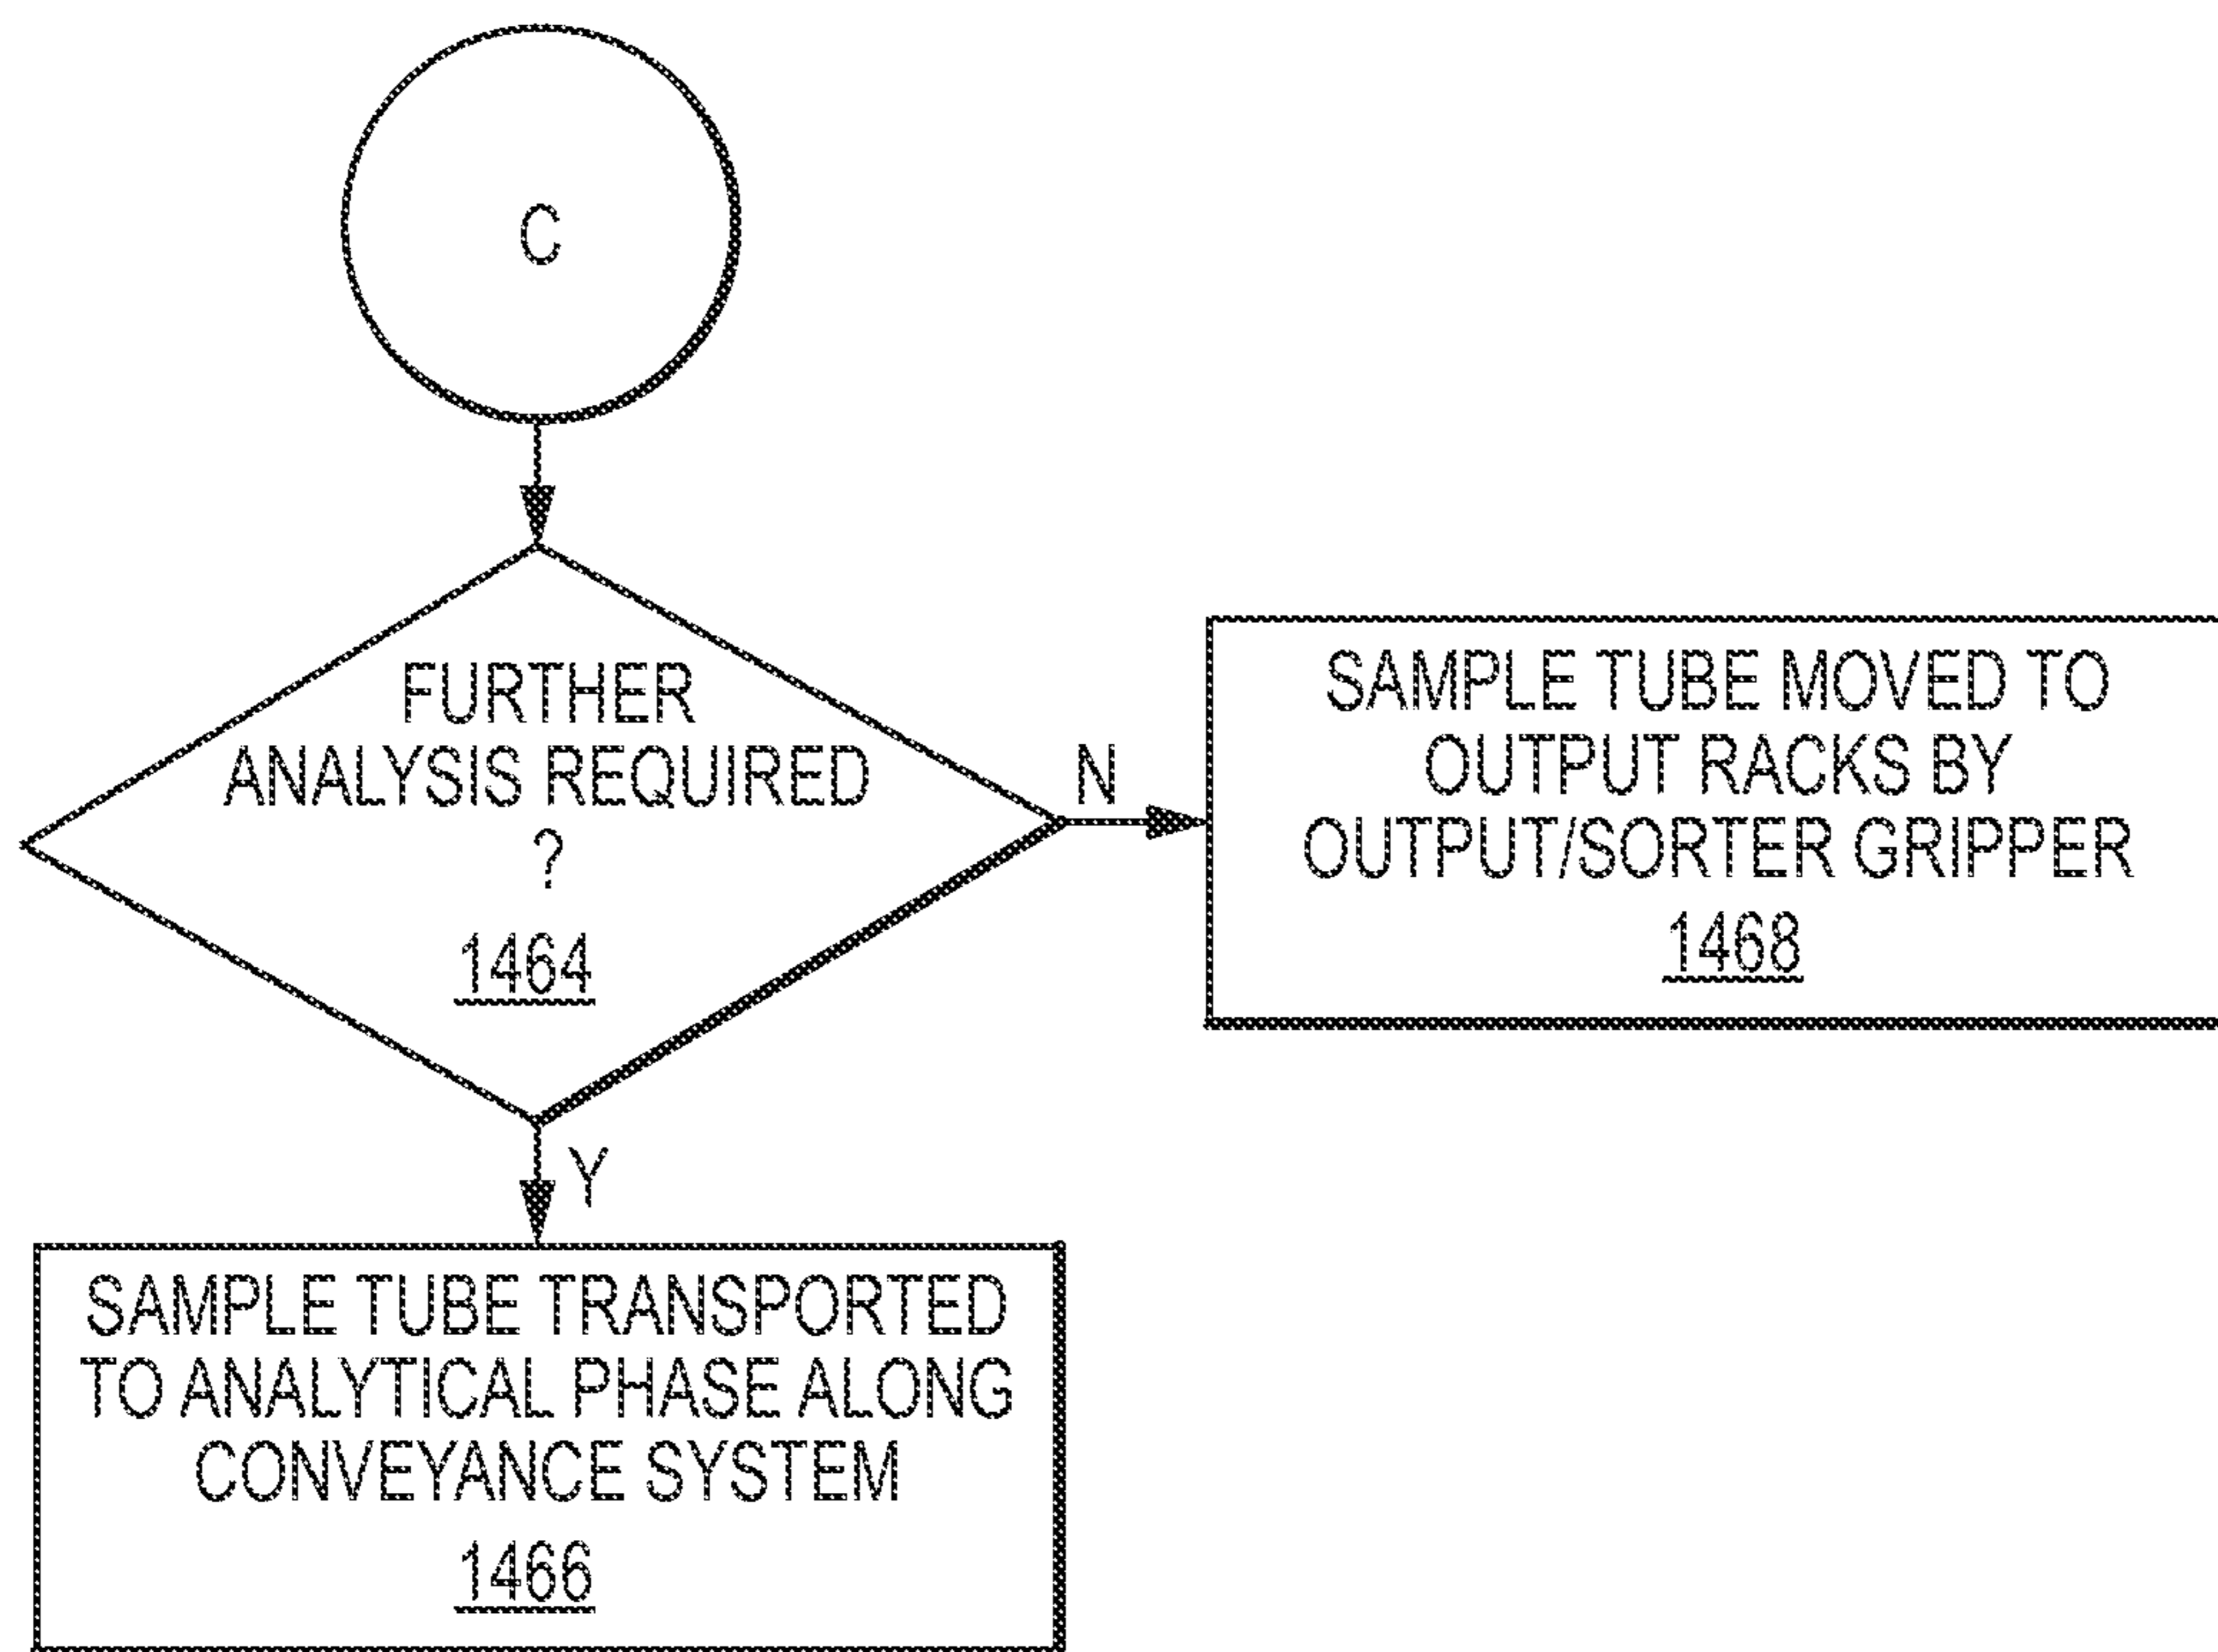 C
FURTHER
ANALYSIS REQUIRED
?
1464
N
SAMPLE TUBE MOVED TO
OUTPUT RACKS BY
OUTPUT/SORTER GRIPPER
1468
Y
SAMPLE TUBE TRANSPORTED
TO ANALYTICAL PHASE ALONG
CONVEYANCE SYSTEM
1466